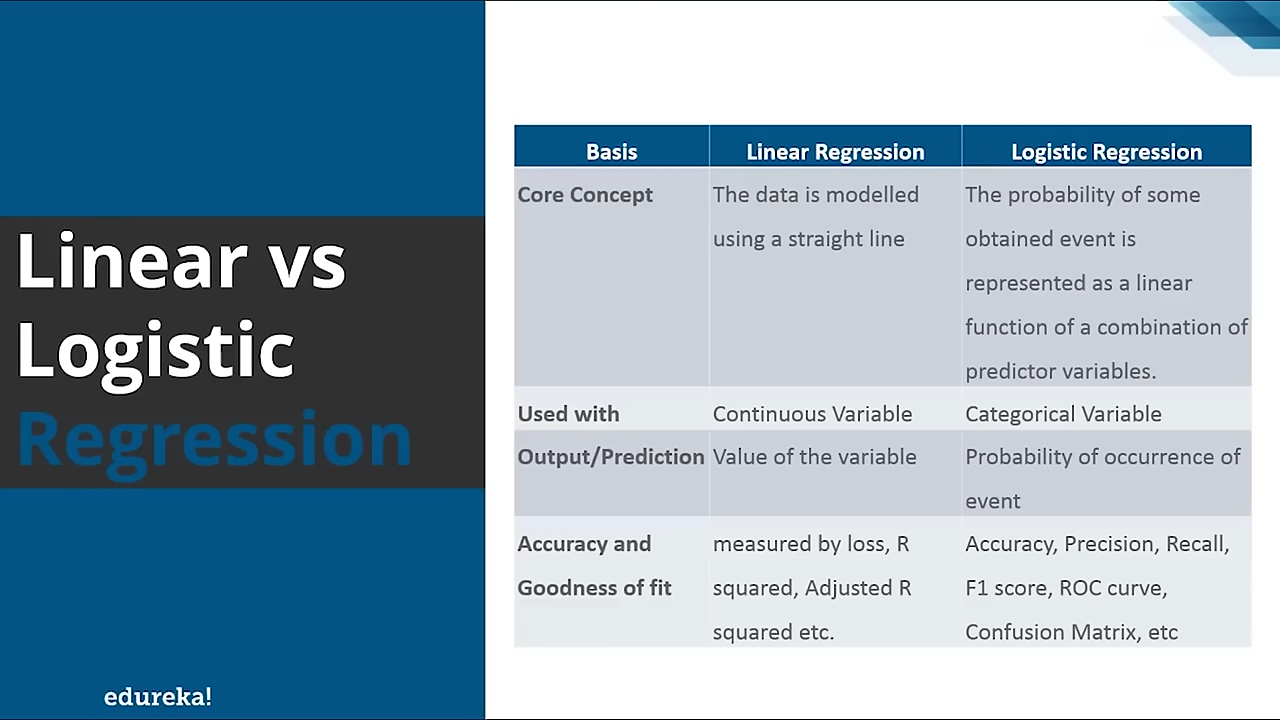 Linear vs
Logistic
Regression
Basis
Linear Regression
Logistic Regression
Core Concept
The data is modelled
using a straight line
The probability of some
obtained event is
represented as a linear
function of a combination of
predictor variables.
Used with
Continuous Variable
Categorical Variable
Output/Prediction
Value of the variable
Probability of occurrence of
event
Accuracy and
Goodness of fit
measured by loss, R
squared, Adjusted R
squared etc.
Accuracy, Precision, Recall,
F1 score, ROC curve,
Confusion Matrix, etc
edureka!